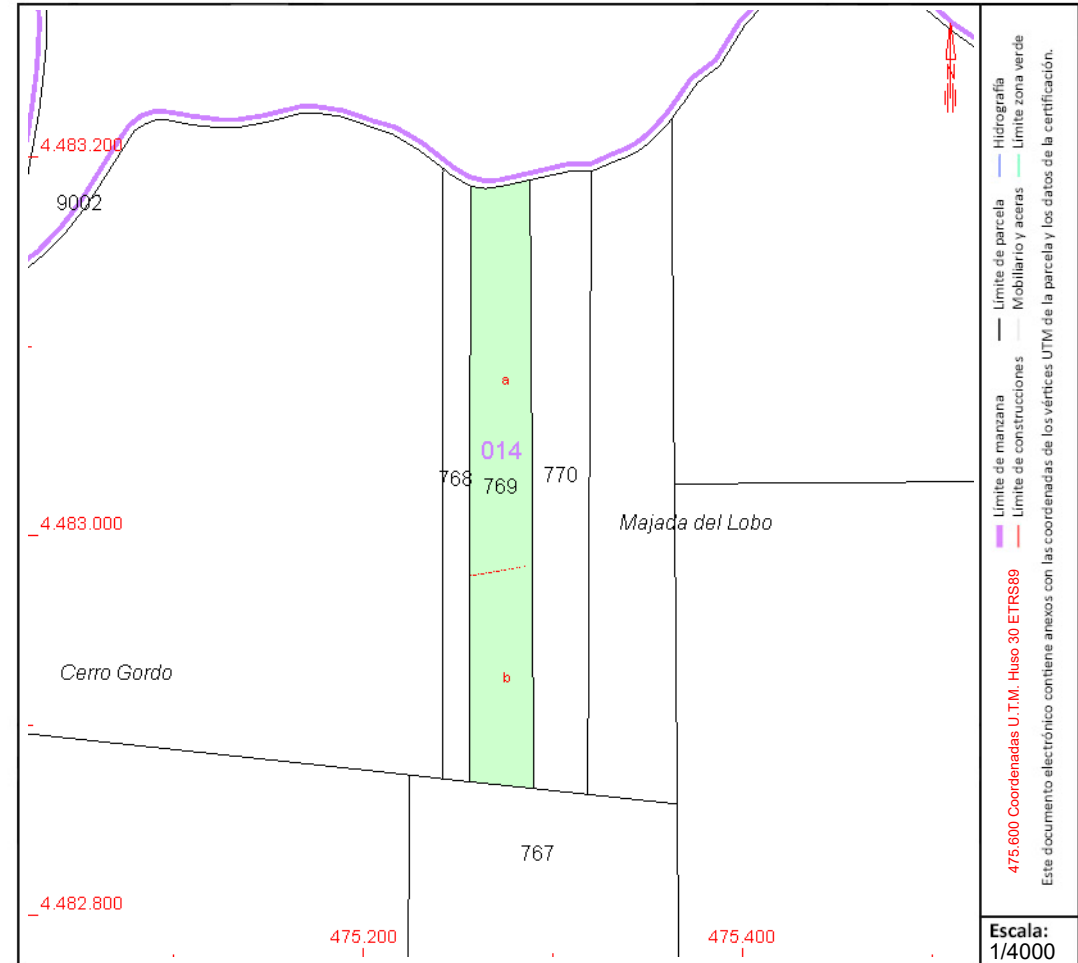 4.483.200
9002
a
014
768
769
770
4.483.000
Majada del Lobo
Cerro Gordo
b
767
4.482.800
475.200
475.400
N
Límite de manzana
Límite de parcela
Hidrografía
Límite de construcciones
Mobiliario y aceras
Límite zona verde
475.600 Coordenadas U.T.M. Huso 30 ETRS89
Este documento electrónico contiene anexos con las coordenadas de los vértices UTM de la parcela y los datos de la certificación.
Escala:
1/4000